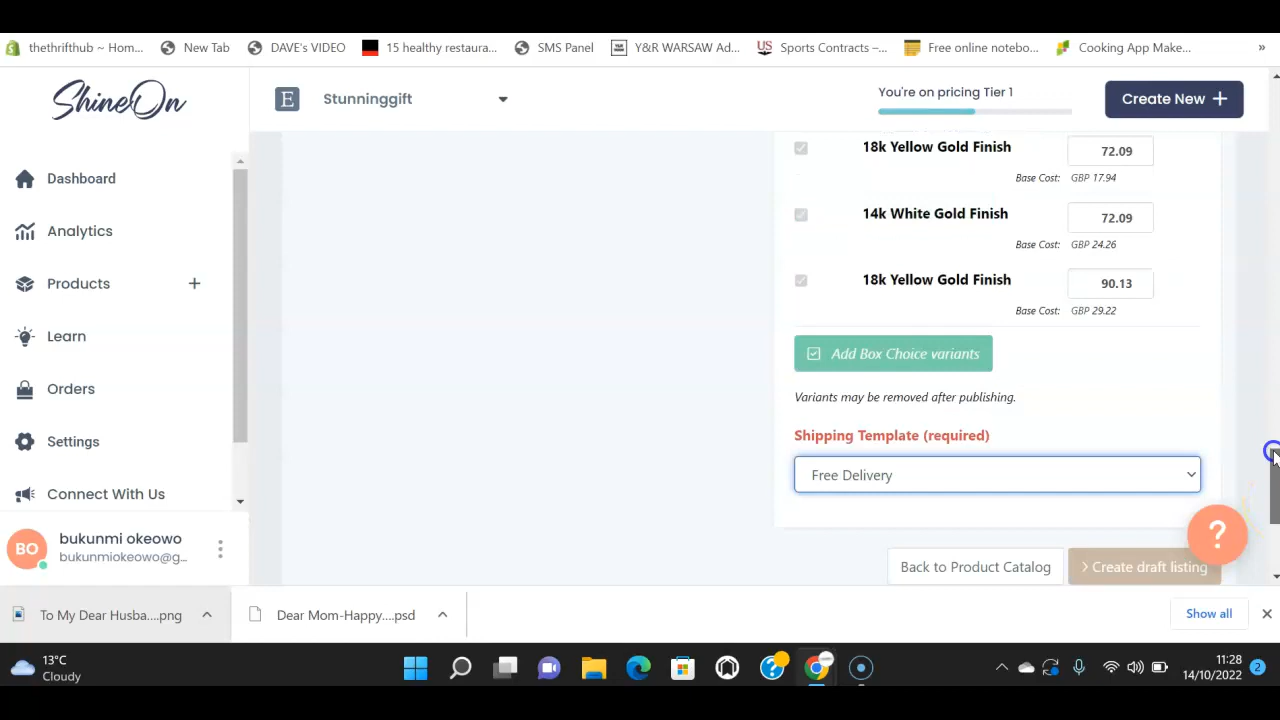 thethrifthub ~ Hom...
New Tab
DAVE's VIDEO
15 healthy restaura...
SMS Panel
Y&R WARSAW Ad...
US
Sports Contracts –...
Free online notebo...
Cooking App Make...
»
ShineOn
E
Stunninggift
You're on pricing Tier 1
Create New +
Dashboard
Analytics
Products +
Learn
Orders
Settings
Connect With Us
BO
bukunmi okeowo
bukunmiokeowo@g...
18k Yellow Gold Finish
72.09
Base Cost: GBP 17.94
14k White Gold Finish
72.09
Base Cost: GBP 24.26
18k Yellow Gold Finish
90.13
Base Cost: GBP 29.22
Add Box Choice variants
Variants may be removed after publishing.
Shipping Template (required)
Free Delivery
?
Back to Product Catalog
> Create draft listing
To My Dear Husba....png
Dear Mom-Happy....psd
Show all
13°C
Cloudy
11:28
14/10/2022
2